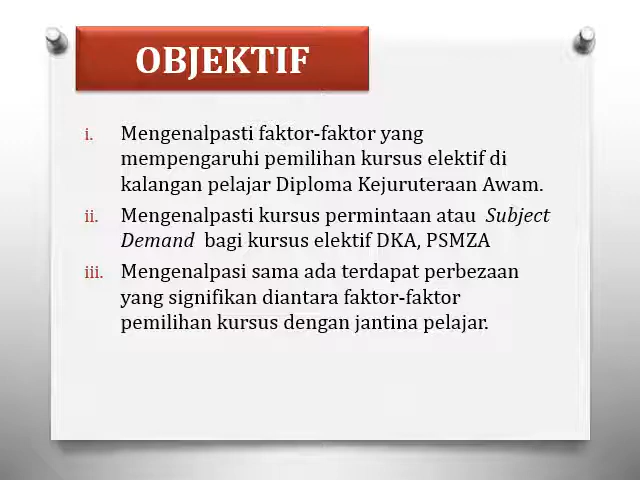 OBJEKTIF
i. Mengenalpasti faktor-faktor yang
mempengaruhi pemilihan kursus elektif di
kalangan pelajar Diploma Kejuruteraan Awam.
ii. Mengenalpasti kursus permintaan atau Subject
Demand bagi kursus elektif DKA, PSMZA
iii. Mengenalpasi sama ada terdapat perbezaan
yang signifikan diantara faktor-faktor
pemilihan kursus dengan jantina pelajar.